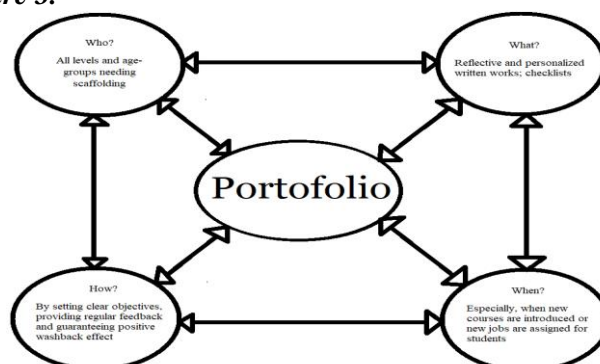 Who?
All levels and age-
groups needing
scaffolding
What?
Reflective and personalized
written works; checklists
Portofolio
How?
By setting clear objectives,
providing regular feedback
and guaranteeing positive
washback effect
When?
Especially, when new
courses are introduced or
new jobs are assigned for
students